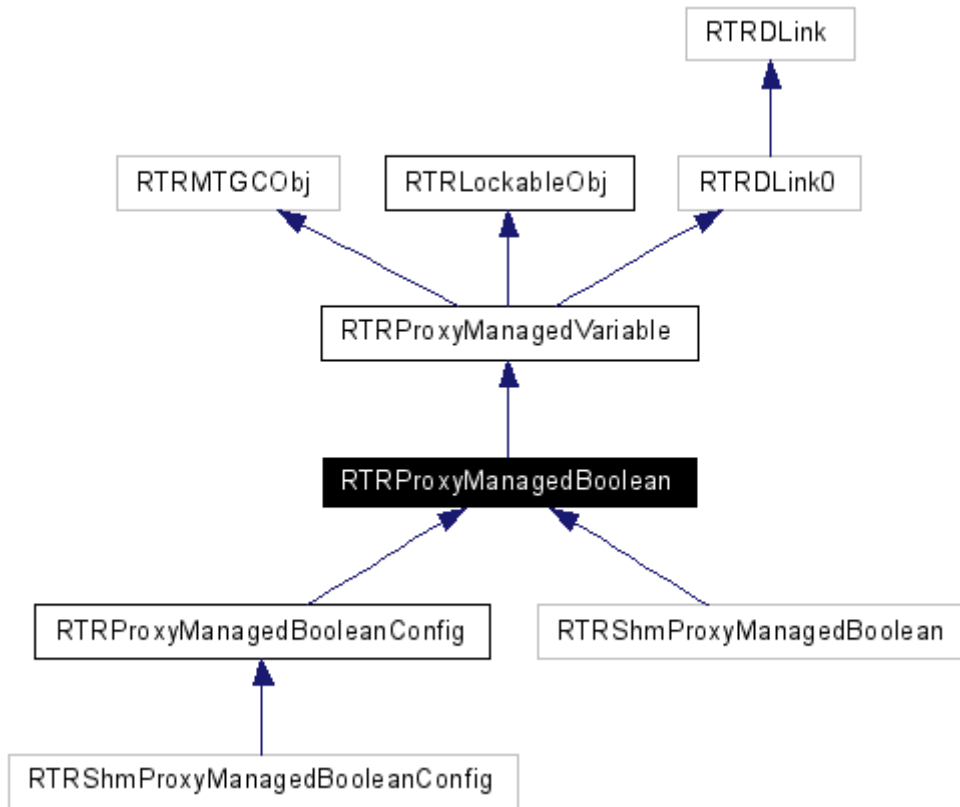 RTRDLink
RTRMTGCObj
RTRLockableObj
RTRDLink0
RTRProxyManagedVariable
RTRProxyManagedBoolean
RTRProxyManagedBooleanConfig
RTRShmProxyManagedBoolean
RTRShmProxyManagedBooleanConfig